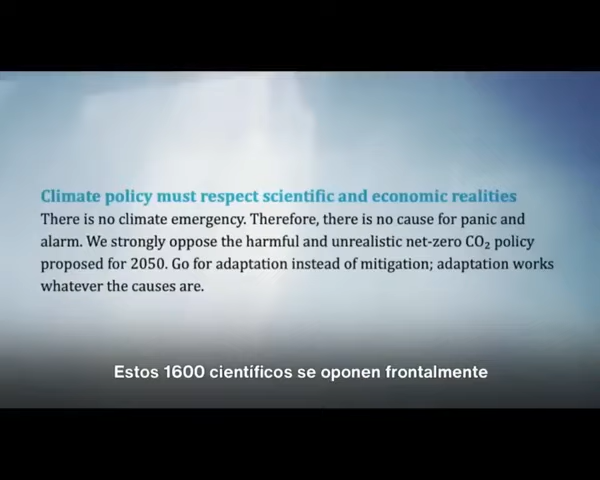 Climate policy must respect scientific and economic realities
There is no climate emergency. Therefore, there is no cause for panic and
alarm. We strongly oppose the harmful and unrealistic net-zero CO₂ policy
proposed for 2050. Go for adaptation instead of mitigation; adaptation works
whatever the causes are.
Estos 1600 científicos se oponen frontalmente